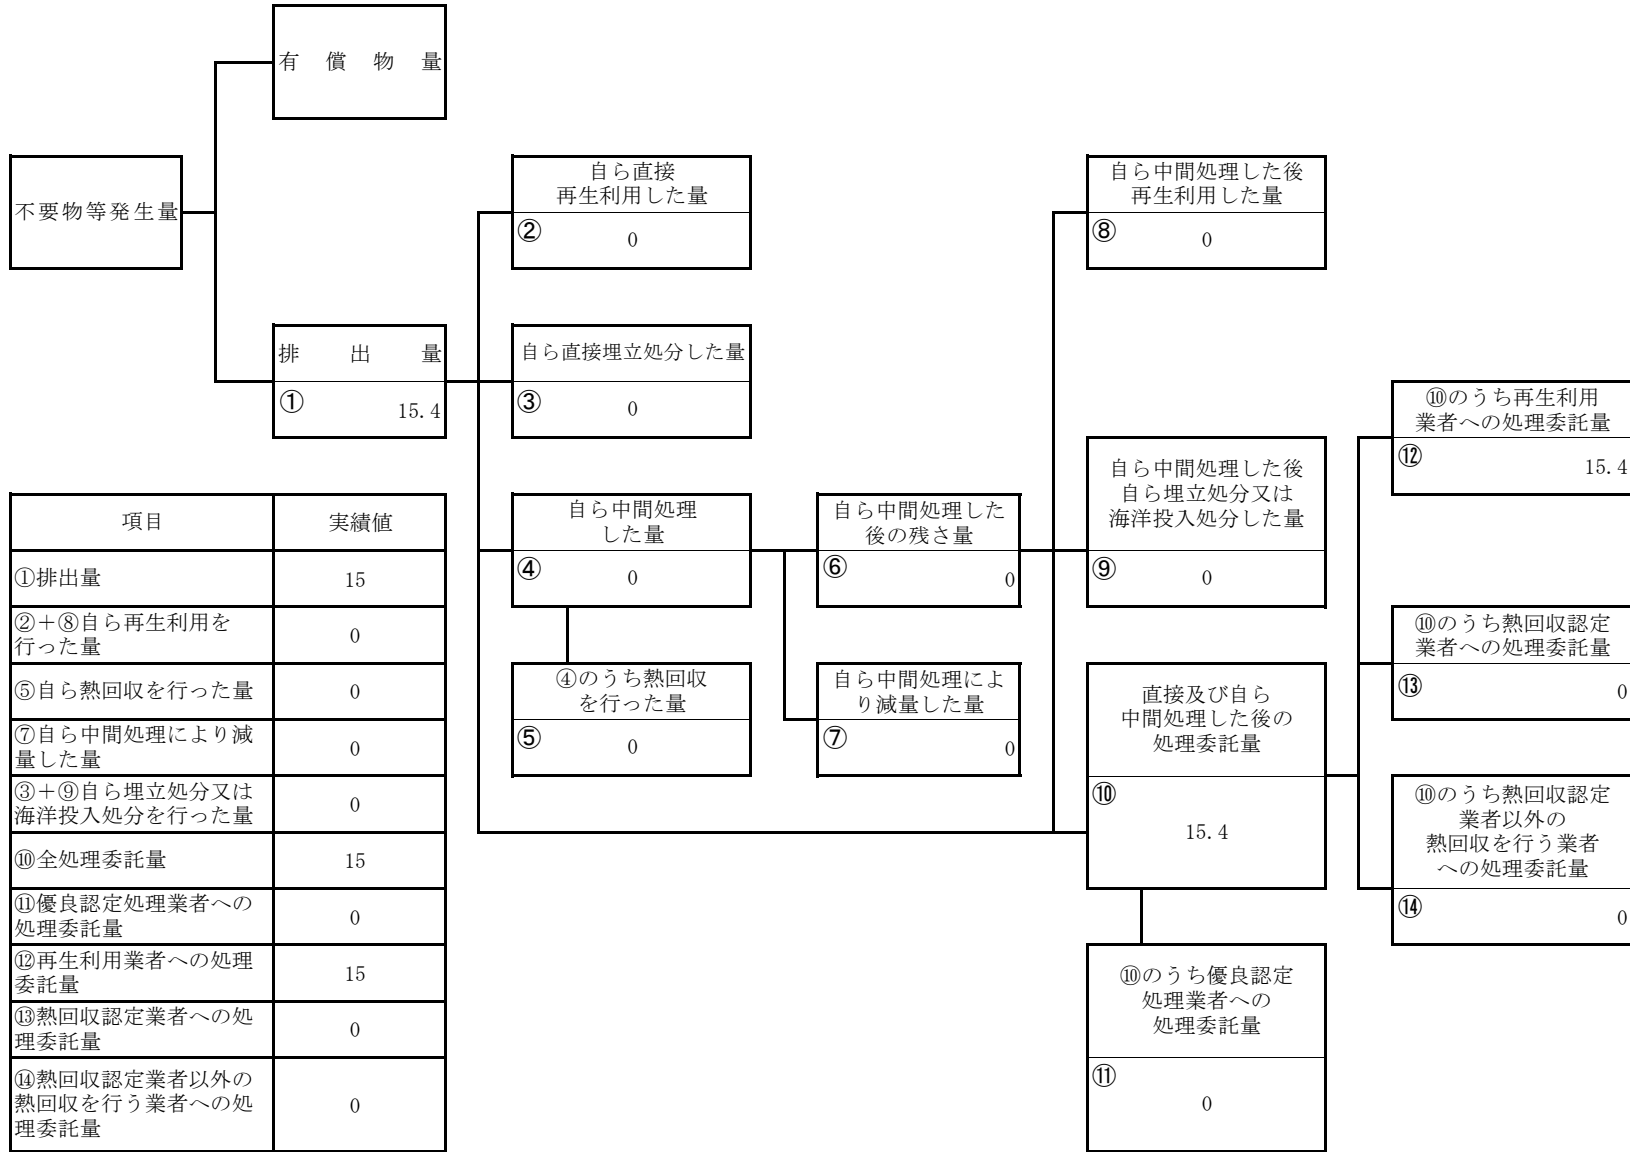 有償物量
不要物等発生量
排出量
① 15.4
自ら直接
再生利用した量
② 0
自ら直接埋立処分した量
③ 0
自ら中間処理
した量
④ 0
④のうち熱回収
を行った量
⑤ 0
自ら中間処理した
後の残さ量
⑥ 0
自ら中間処理によ
り減量した量
⑦ 0
自ら中間処理した後
再生利用した量
⑧ 0
自ら中間処理した後
自ら埋立処分又は
海洋投入処分した量
⑨ 0
直接及び自ら
中間処理した後の
処理委託量
⑩
15.4
⑩のうち優良認定
処理業者への
処理委託量
⑪
0
⑩のうち再生利用
業者への処理委託量
⑫ 15.4
⑩のうち熱回収認定
業者への処理委託量
⑬ 0
⑩のうち熱回収認定
業者以外の
熱回収を行う業者
への処理委託量
⑭ 0
項目 実績値
①排出量 15
②+⑧自ら再生利用を
行った量 0
⑤自ら熱回収を行った量 0
⑦自ら中間処理により減
量した量 0
③+⑨自ら埋立処分又は
海洋投入処分を行った量 0
⑩全処理委託量 15
⑪優良認定処理業者への
処理委託量 0
⑫再生利用業者への処理
委託量 15
⑬熱回収認定業者への処
理委託量 0
⑭熱回収認定業者以外の
熱回収を行う業者への処 0
理委託量